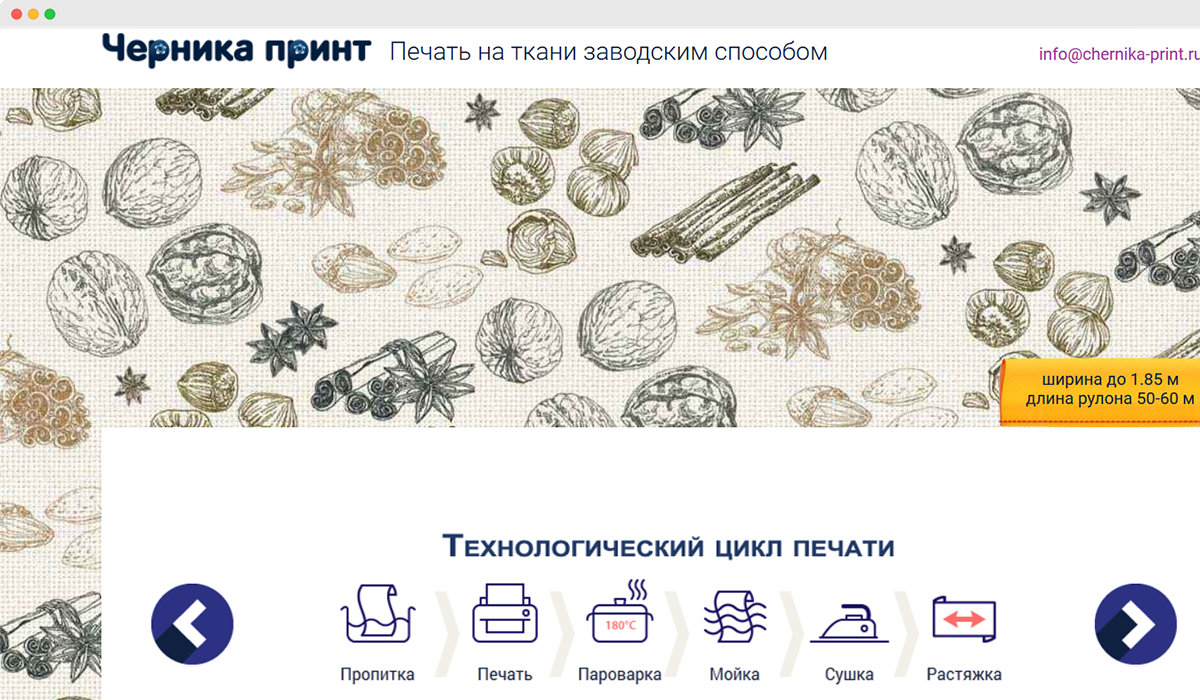 Черника принт
Печать на ткани заводским способом
info@chernika-print.ru
ширина до 1.85 м
длина рулона 50-60 м
Технологический цикл печати
180°C
Пропитка
Печать
Пароварка
Мойка
Сушка
Растяжка